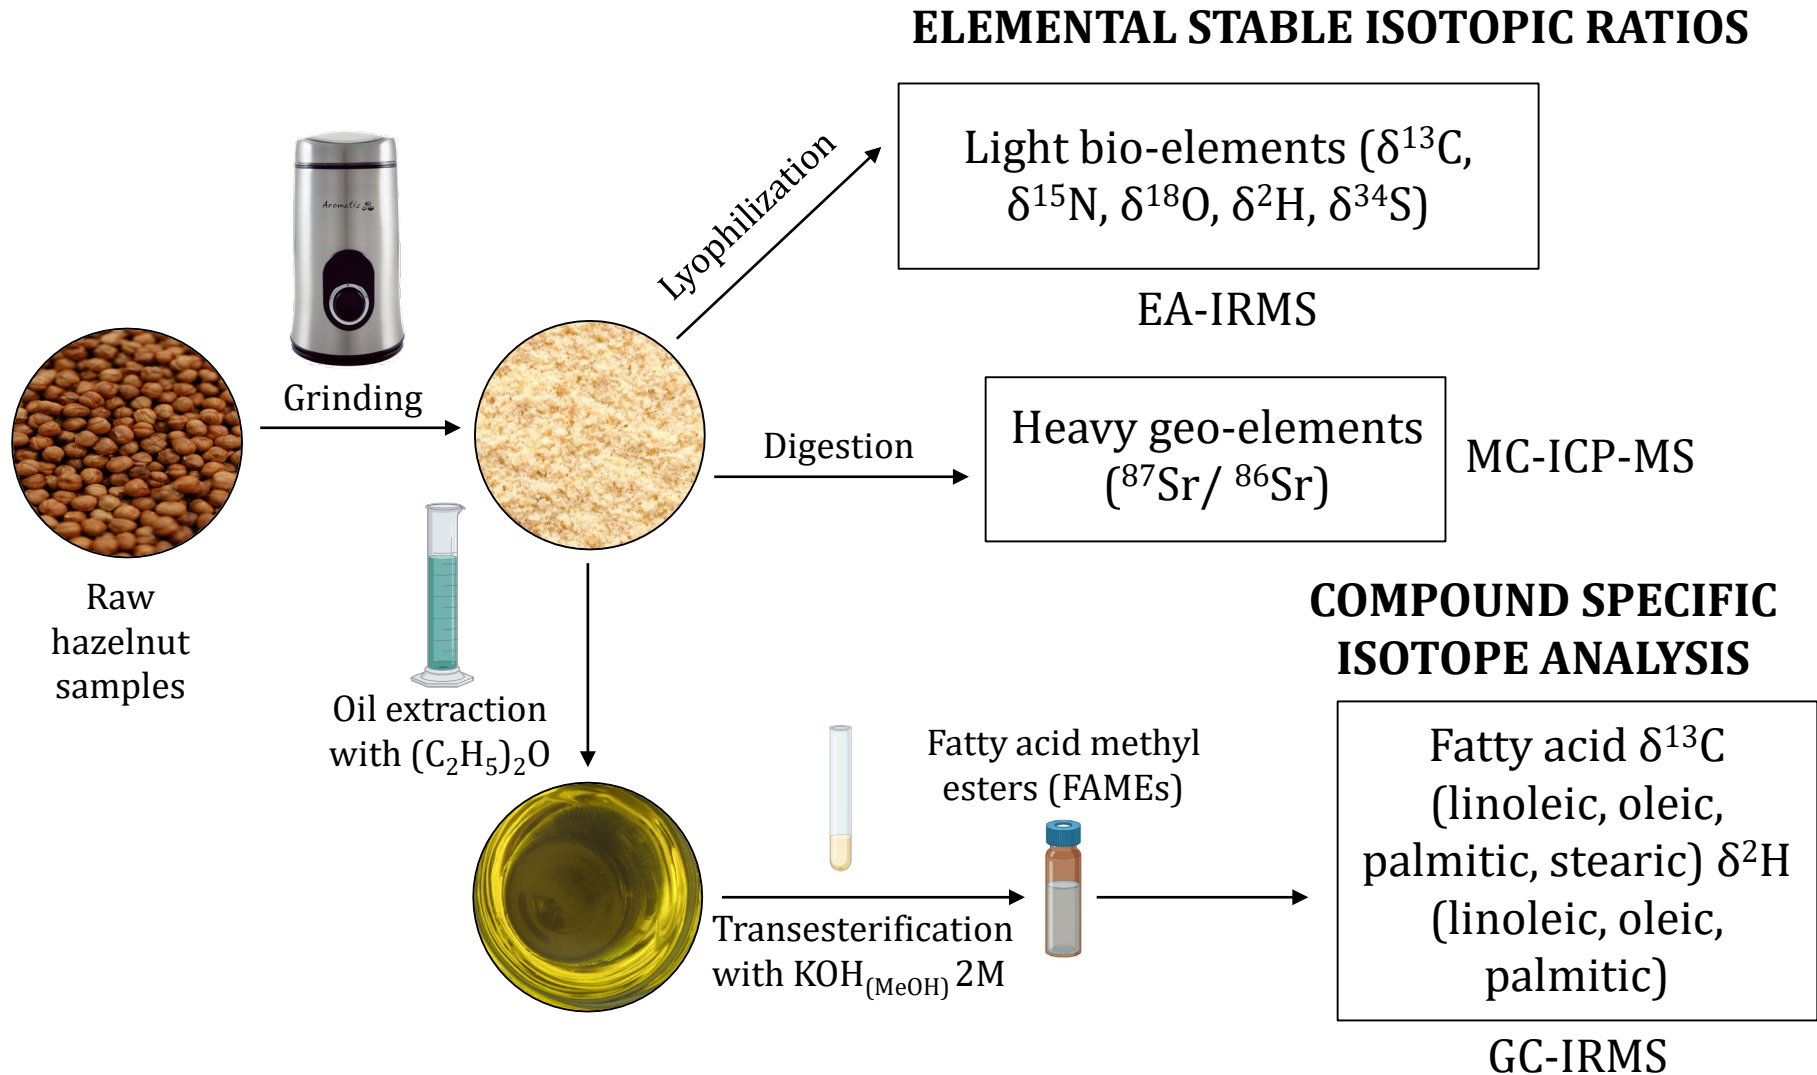 ELEMENTAL STABLE ISOTOPIC RATIOS
Light bio-elements (δ¹³C,
δ¹⁵N, δ¹⁸O, δ²H, δ³⁴S)
EA-IRMS
Lyophilization
Aromatic
Grinding
Digestion
Heavy geo-elements
(⁸⁷Sr/ ⁸⁶Sr)
MC-ICP-MS
Raw
hazelnut
samples
Oil extraction
with (C₂H₅)₂O
COMPOUND SPECIFIC
ISOTOPE ANALYSIS
Fatty acid methyl
esters (FAMEs)
Transesterification
with KOH₍MeOH₎ 2M
Fatty acid δ¹³C
(linoleic, oleic,
palmitic, stearic) δ²H
(linoleic, oleic,
palmitic)
GC-IRMS